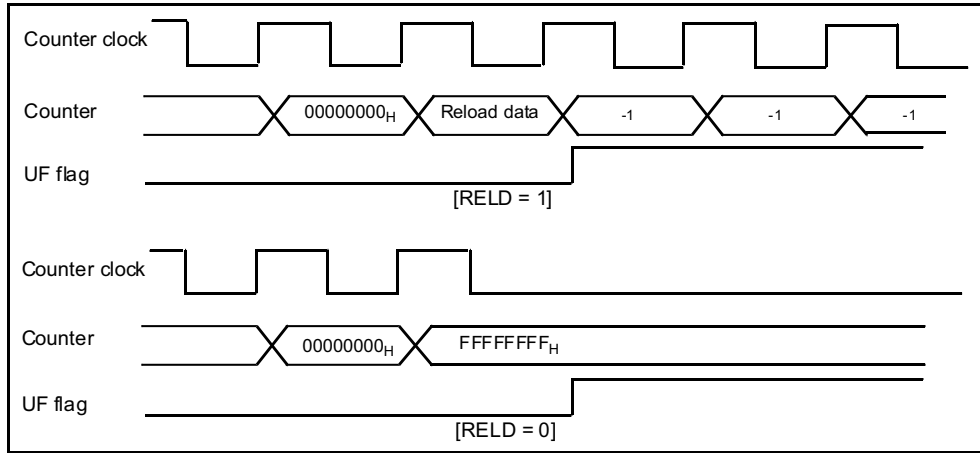 Counter clock
Counter 00000000H Reload data -1 -1 -1
UF flag
[RELD = 1]
Counter clock
Counter 00000000H FFFFFFFFH
UF flag
[RELD = 0]